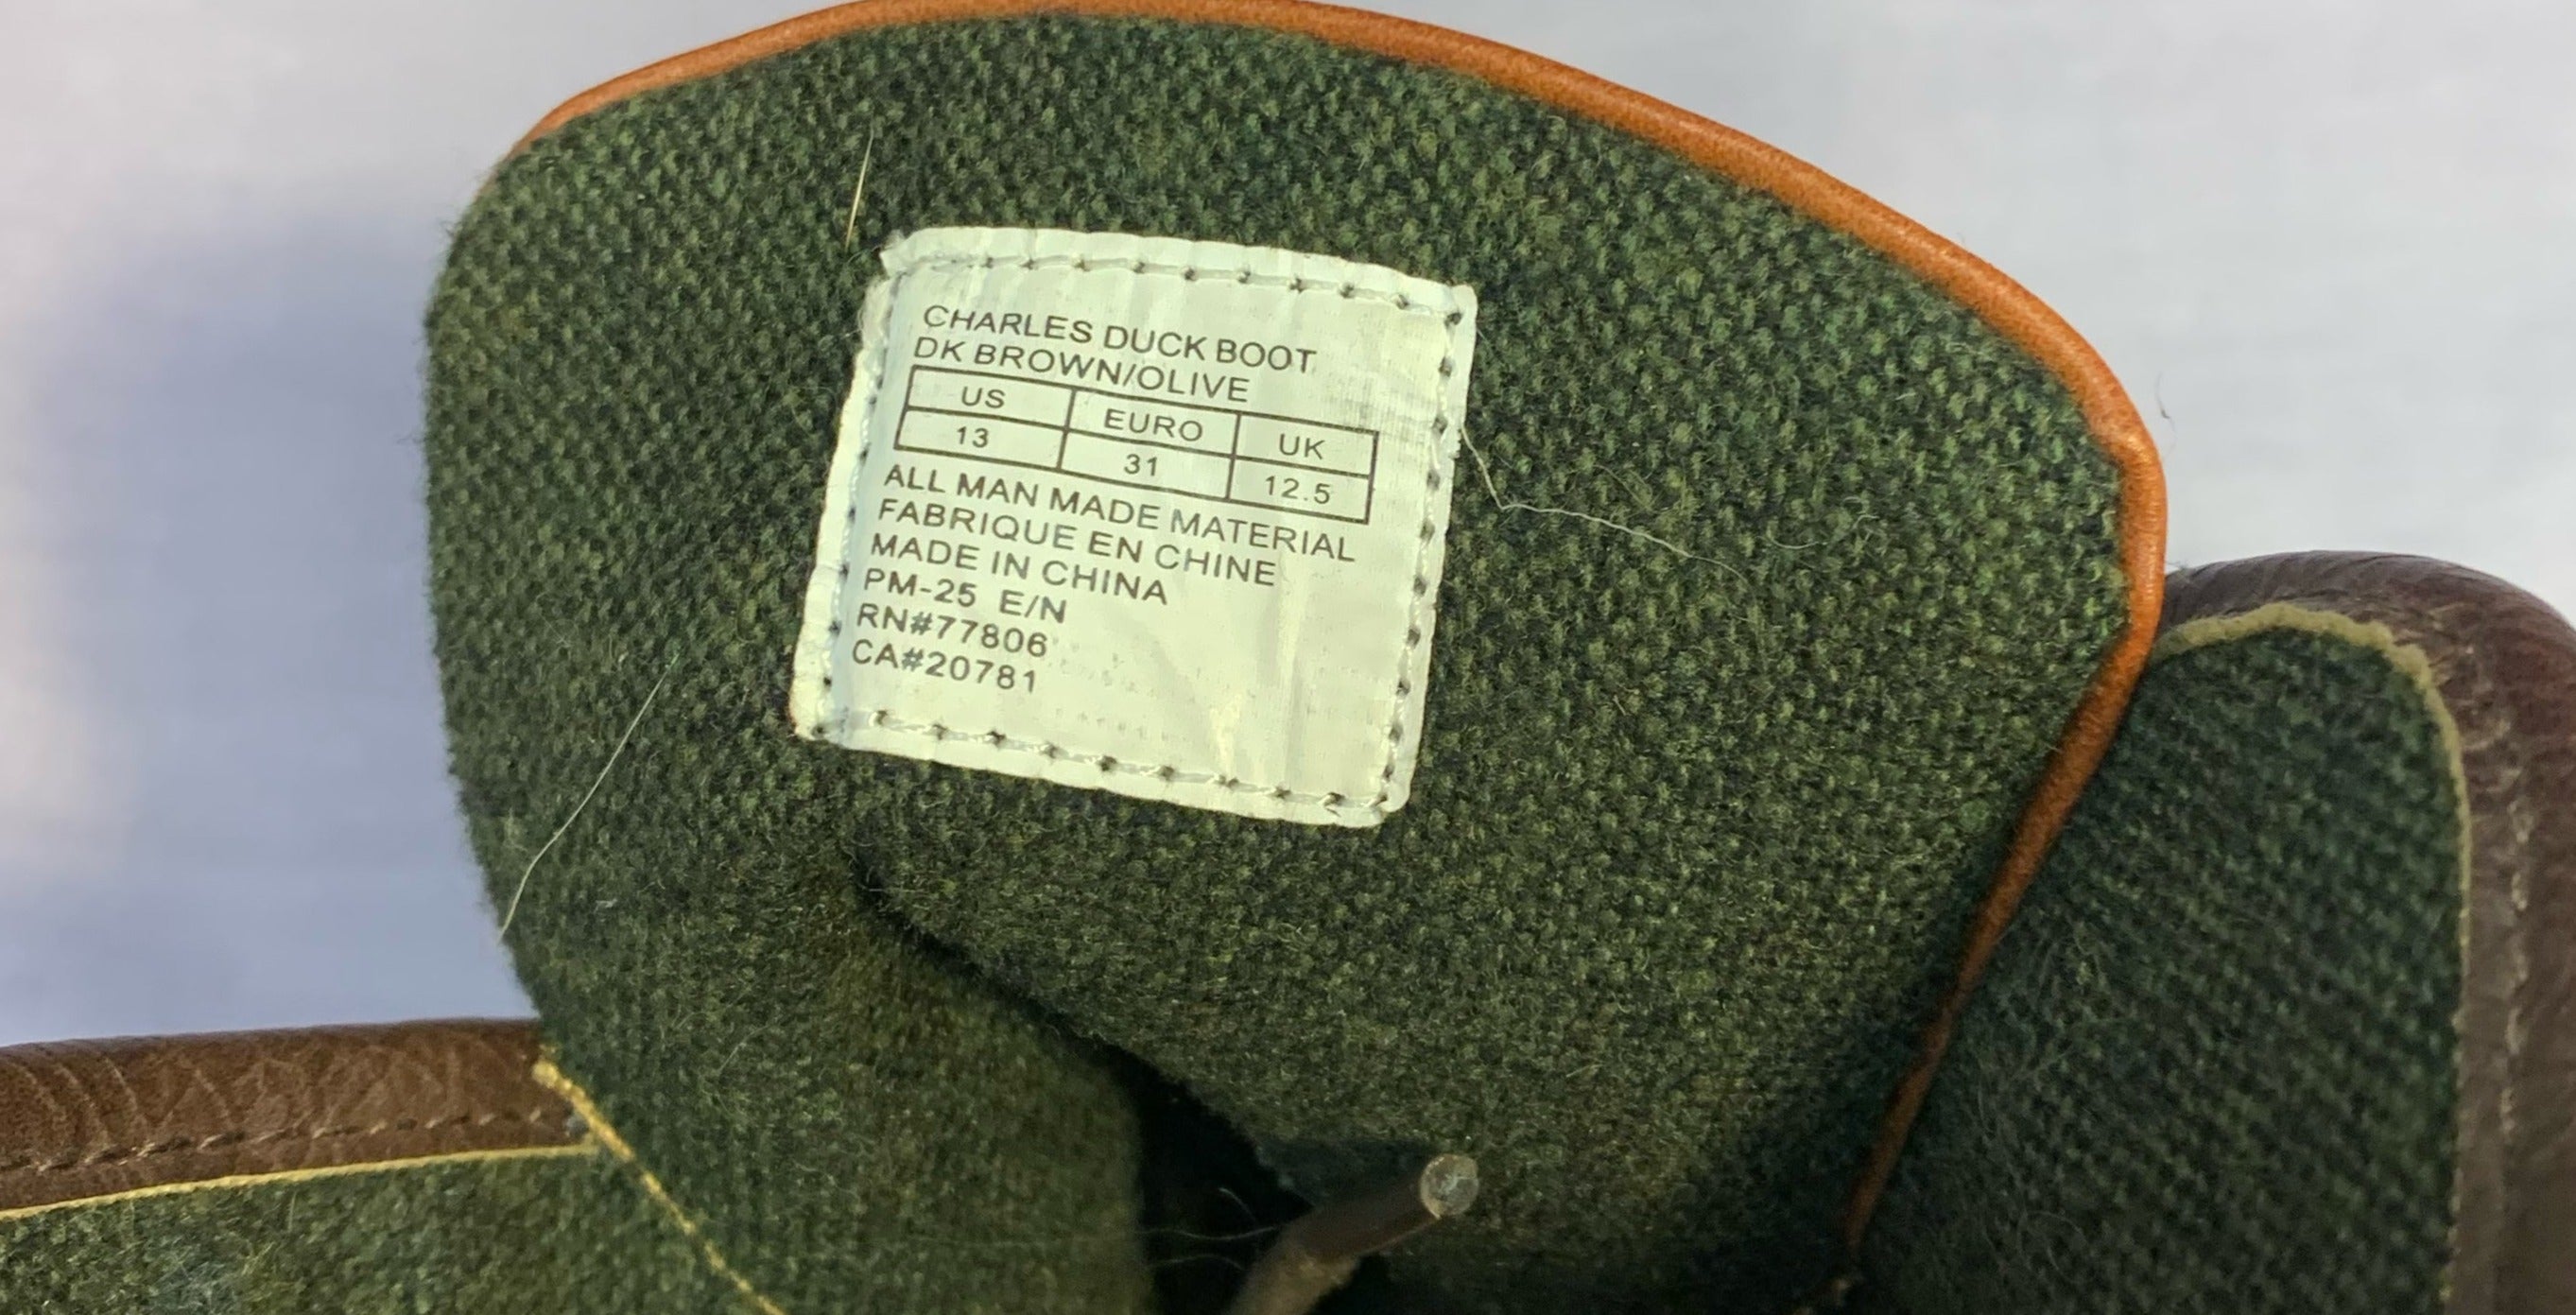 CHARLES DUCK BOOT
DK BROWN/OLIVE
US EURO UK
13 31 12.5
ALL MAN MADE MATERIAL
FABRIQUE EN CHINE
MADE IN CHINA
PM-25 E/N
RN#77806
CA#20781